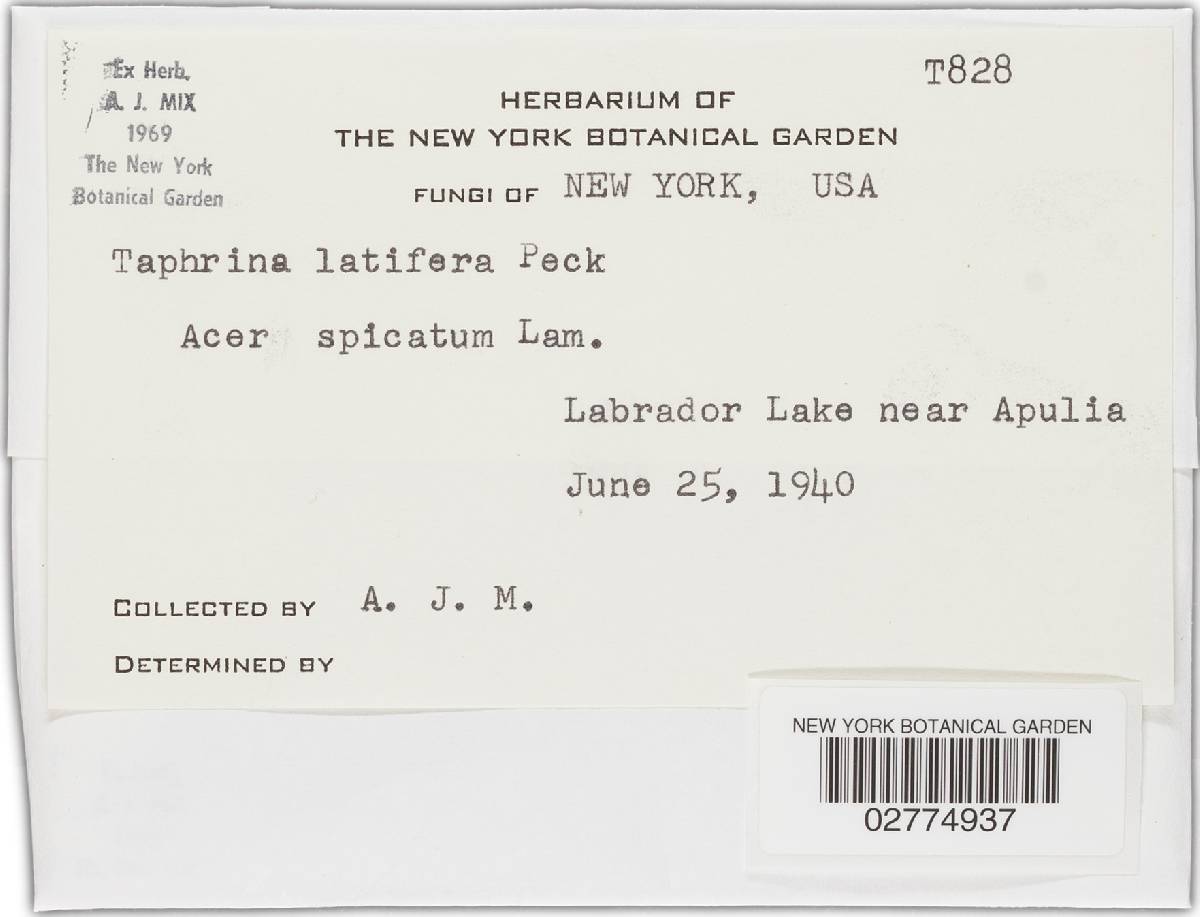 Ex Herb.
A. J. MIX
1969
The New York
Botanical Garden
T828
HERBARIUM OF
THE NEW YORK BOTANICAL GARDEN
FUNGI OF NEW YORK, USA
Taphrina latifera Peck
Acer spicatum Lam.
Labrador Lake near Apulia
June 25, 1940
COLLECTED BY A. J. M.
DETERMINED BY
NEW YORK BOTANICAL GARDEN
02774937